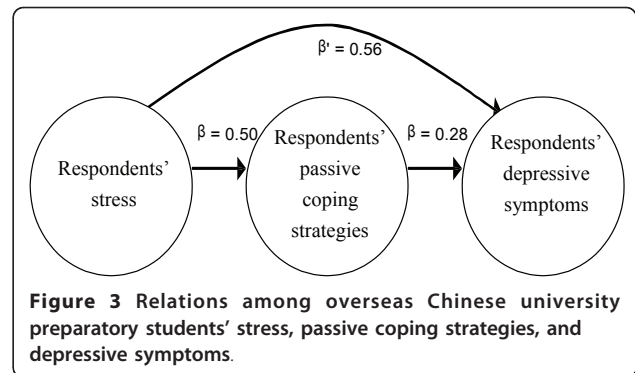 β' = 0.56
β = 0.50
β = 0.28
Respondents'
stress
Respondents'
passive
coping
strategies
Respondents'
depressive
symptoms
Figure 3 Relations among overseas Chinese university
preparatory students' stress, passive coping strategies, and
depressive symptoms.